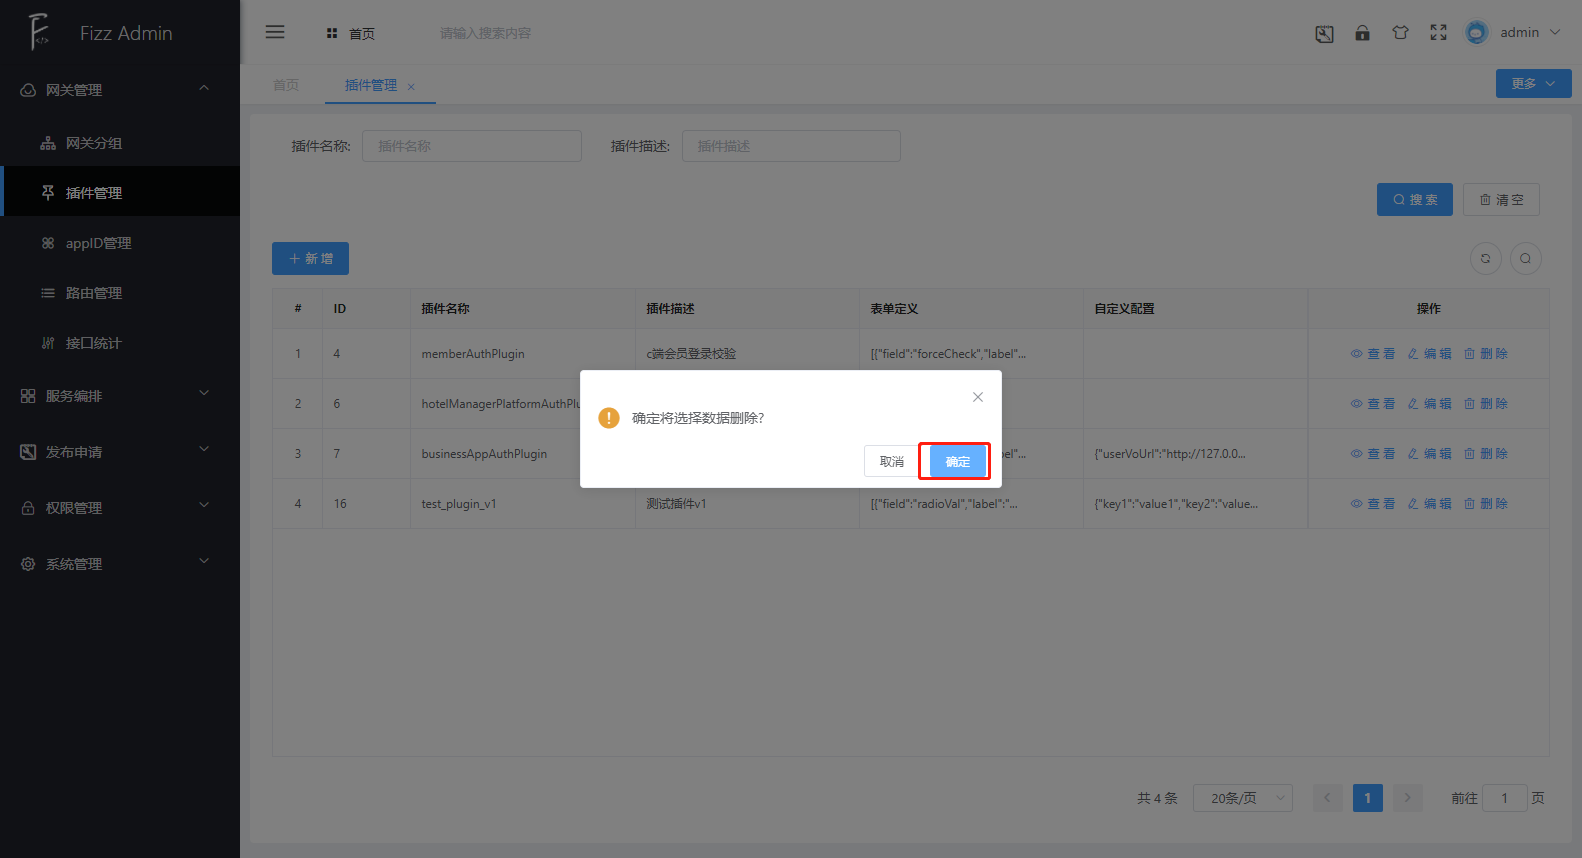 Fizz Admin
首页
请输入搜索内容
admin
网关管理
网关分组
插件管理
appID管理
路由管理
接口统计
服务编排
发布申请
权限管理
系统管理
首页
插件管理
更多
插件名称:
插件名称
插件描述:
插件描述
搜索
清空
新增
# ID 插件名称 插件描述 表单定义 自定义配置 操作
1 4 memberAuthPlugin c端会员登录校验 [{"field":"forceCheck","label"... 查看 编辑 删除
2 6 hotelManagerPlatformAuthPlu 查看 编辑 删除
3 7 businessAppAuthPlugin bel"... {"userVoUrl":"http://127.0.0... 查看 编辑 删除
4 16 test_plugin_v1 测试插件v1 [{"field":"radioVal","label":"... {"key1":"value1","key2":"value... 查看 编辑 删除
确定将选择数据删除?
取消
确定
共 4 条
20条/页
1
前往 1 页